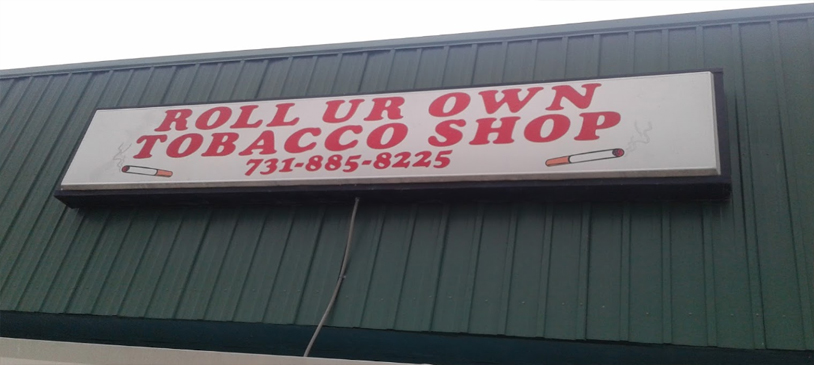 ROLL UR OWN
TOBACCO SHOP
731-885-8225